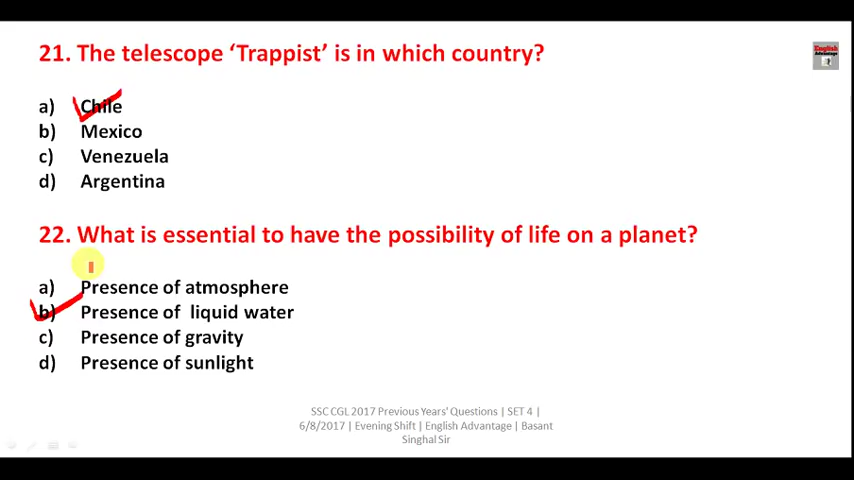 21. The telescope ‘Trappist’ is in which country?
English
Advantage
a) Chile
b) Mexico
c) Venezuela
d) Argentina
22. What is essential to have the possibility of life on a planet?
a) Presence of atmosphere
b) Presence of liquid water
c) Presence of gravity
d) Presence of sunlight
SSC CGL 2017 Previous Years' Questions | SET 4 |
6/8/2017 | Evening Shift | English Advantage | Basant
Singhal Sir